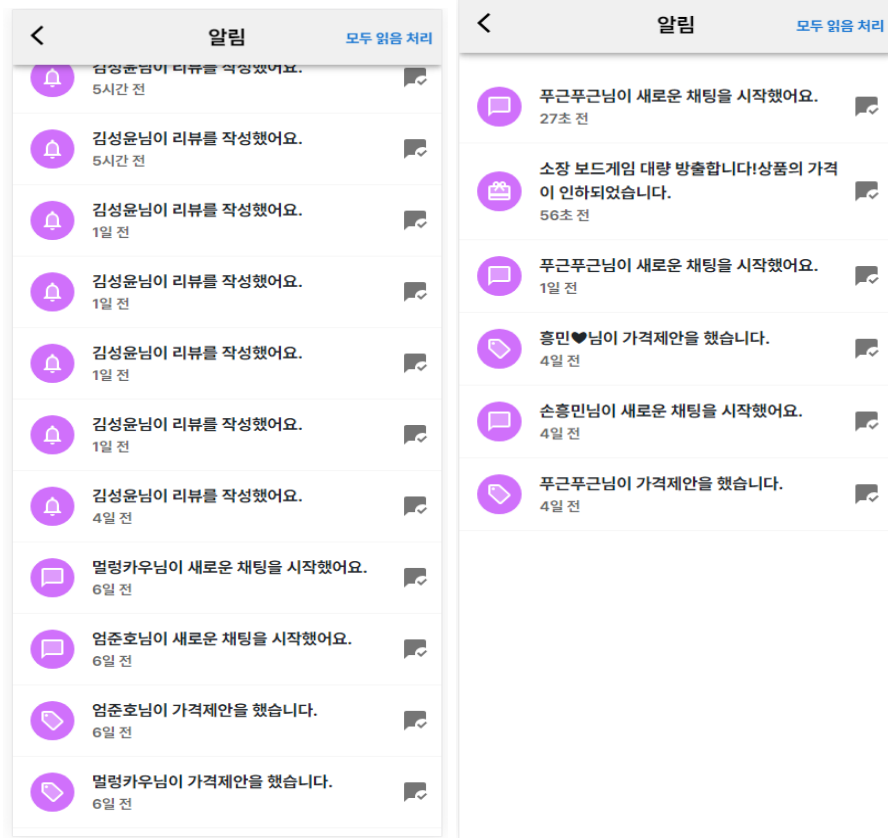 알림
모두 읽음 처리
김성윤님이 리뷰를 작성했어요.
5시간 전
김성윤님이 리뷰를 작성했어요.
5시간 전
김성윤님이 리뷰를 작성했어요.
1일 전
김성윤님이 리뷰를 작성했어요.
1일 전
김성윤님이 리뷰를 작성했어요.
1일 전
김성윤님이 리뷰를 작성했어요.
1일 전
김성윤님이 리뷰를 작성했어요.
4일 전
멀렁카우님이 새로운 채팅을 시작했어요.
6일 전
엄준호님이 새로운 채팅을 시작했어요.
6일 전
엄준호님이 가격제안을 했습니다.
6일 전
멀렁카우님이 가격제안을 했습니다.
6일 전
알림
모두 읽음 처리
푸근푸근님이 새로운 채팅을 시작했어요.
27초 전
소장 보드게임 대량 방출합니다!상품의 가격
이 인하되었습니다.
56초 전
푸근푸근님이 새로운 채팅을 시작했어요.
1일 전
흥민🖤님이 가격제안을 했습니다.
4일 전
손흥민님이 새로운 채팅을 시작했어요.
4일 전
푸근푸근님이 가격제안을 했습니다.
4일 전